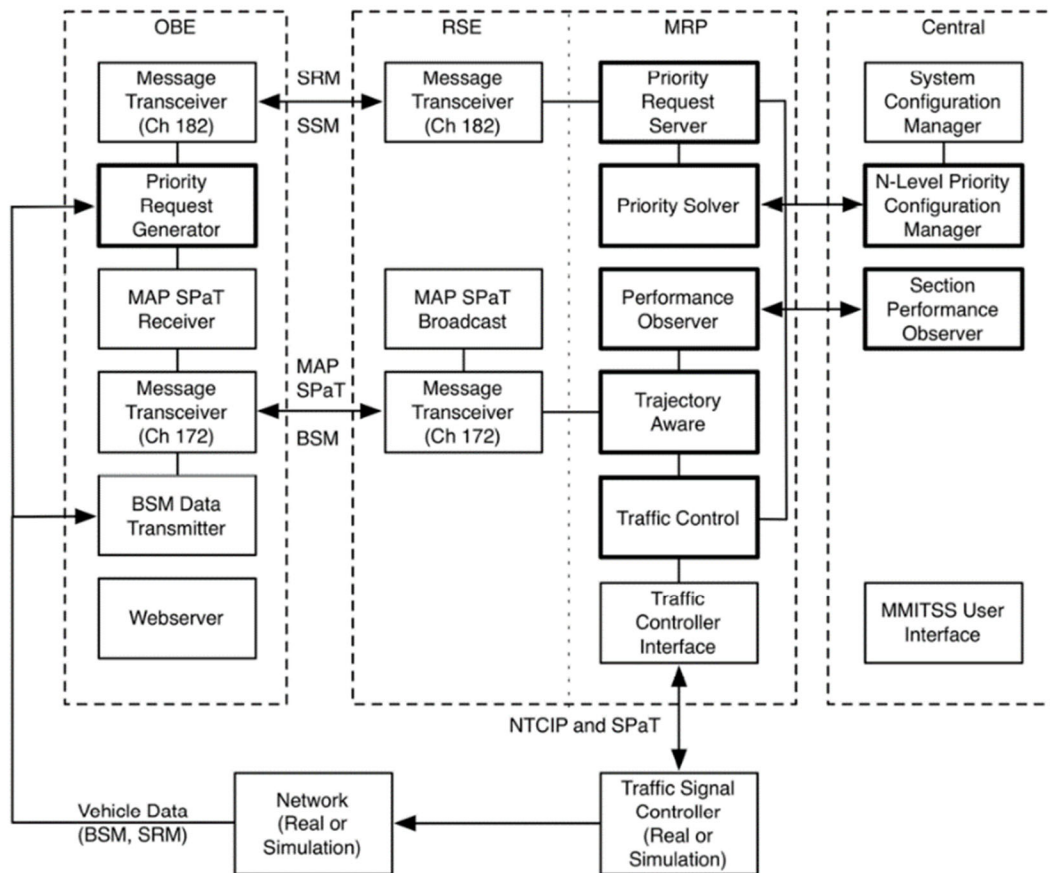 OBE
RSE
MRP
Central
Message
Transceiver
(Ch 182)
SRM
SSM
Message
Transceiver
(Ch 182)
Priority
Request
Server
System
Configuration
Manager
Priority
Request
Generator
Priority Solver
N-Level Priority
Configuration
Manager
MAP SPaT
Receiver
MAP SPaT
Broadcast
Performance
Observer
Section
Performance
Observer
Message
Transceiver
(Ch 172)
MAP
SPaT
BSM
Message
Transceiver
(Ch 172)
Trajectory
Aware
BSM Data
Transmitter
Traffic Control
Webserver
Traffic
Controller
Interface
MMITSS User
Interface
NTCIP and SPaT
Vehicle Data
(BSM, SRM)
Network
(Real or
Simulation)
Traffic Signal
Controller
(Real or
Simulation)